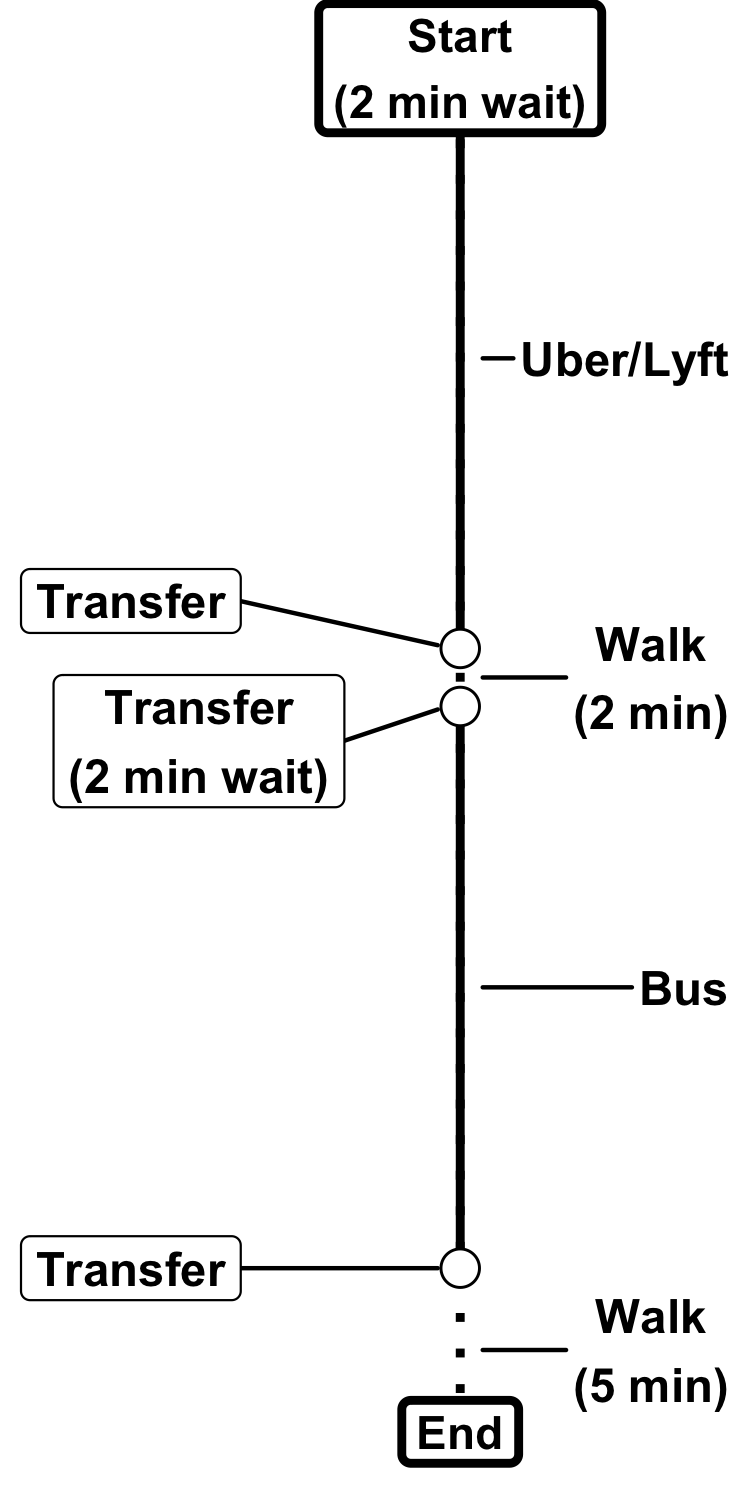 Start
(2 min wait)
Uber/Lyft
Transfer
Walk
(2 min)
Transfer
(2 min wait)
Bus
Transfer
Walk
(5 min)
End